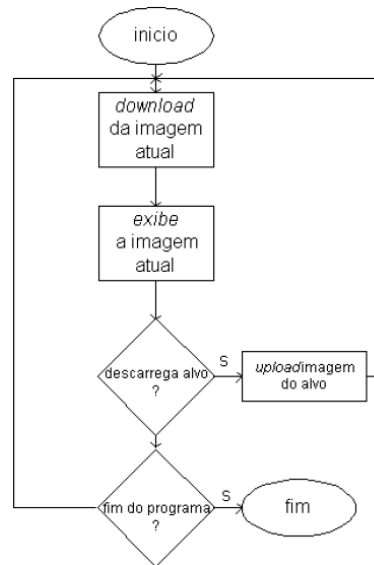 inicio
download
da imagem
atual
exibe
a imagem
atual
descarrega alvo
?
S
uploadimagem
do alvo
fim do programa
?
S
fim